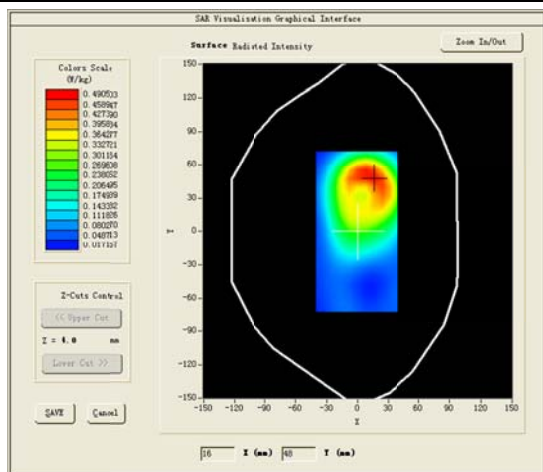 SAR Visualisation Graphical Interface
Surface Radiated Intensity
Zoom In/Out
Colors Scale
(W/kg)
0.490533
0.458947
0.427390
0.395834
0.364277
0.332721
0.301164
0.269608
0.238052
0.206495
0.174939
0.143382
0.111826
0.080270
0.048713
0.017157
Z-Cuts Control
<< Upper Cut
Z = 4.0 mm
Lower Cut >>
SAVE
Cancel
150
120
90
60
30
0
-30
-60
-90
-120
-150
Y
-150 -120 -90 -60 -30 0 30 60 90 120 150
X
16 X (mm) 48 Y (mm)